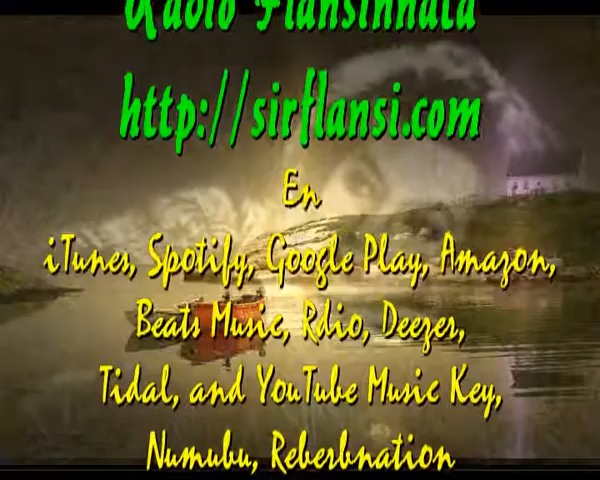 Radio Flansinnata
http://sirflansi.com
En
iTunes, Spotify, Google Play, Amazon,
Beats Music, Rdio, Deezer,
Tidal, and YouTube Music Key,
Numubu, Reberbnation